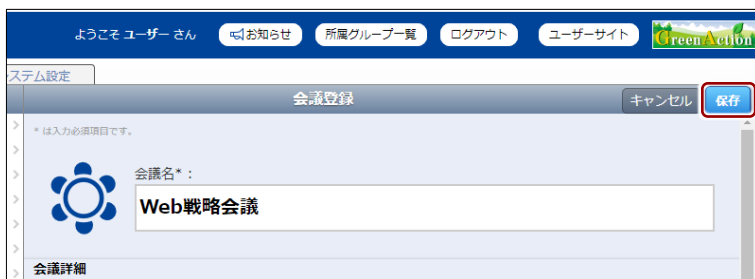 ようこそ ユーザー さん お知らせ 所属グループ一覧 ログアウト ユーザーサイト GreenAction
ステム設定
会議登録 キャンセル 保存
* は入力必須項目です。
会議名*：
Web戦略会議
会議詳細